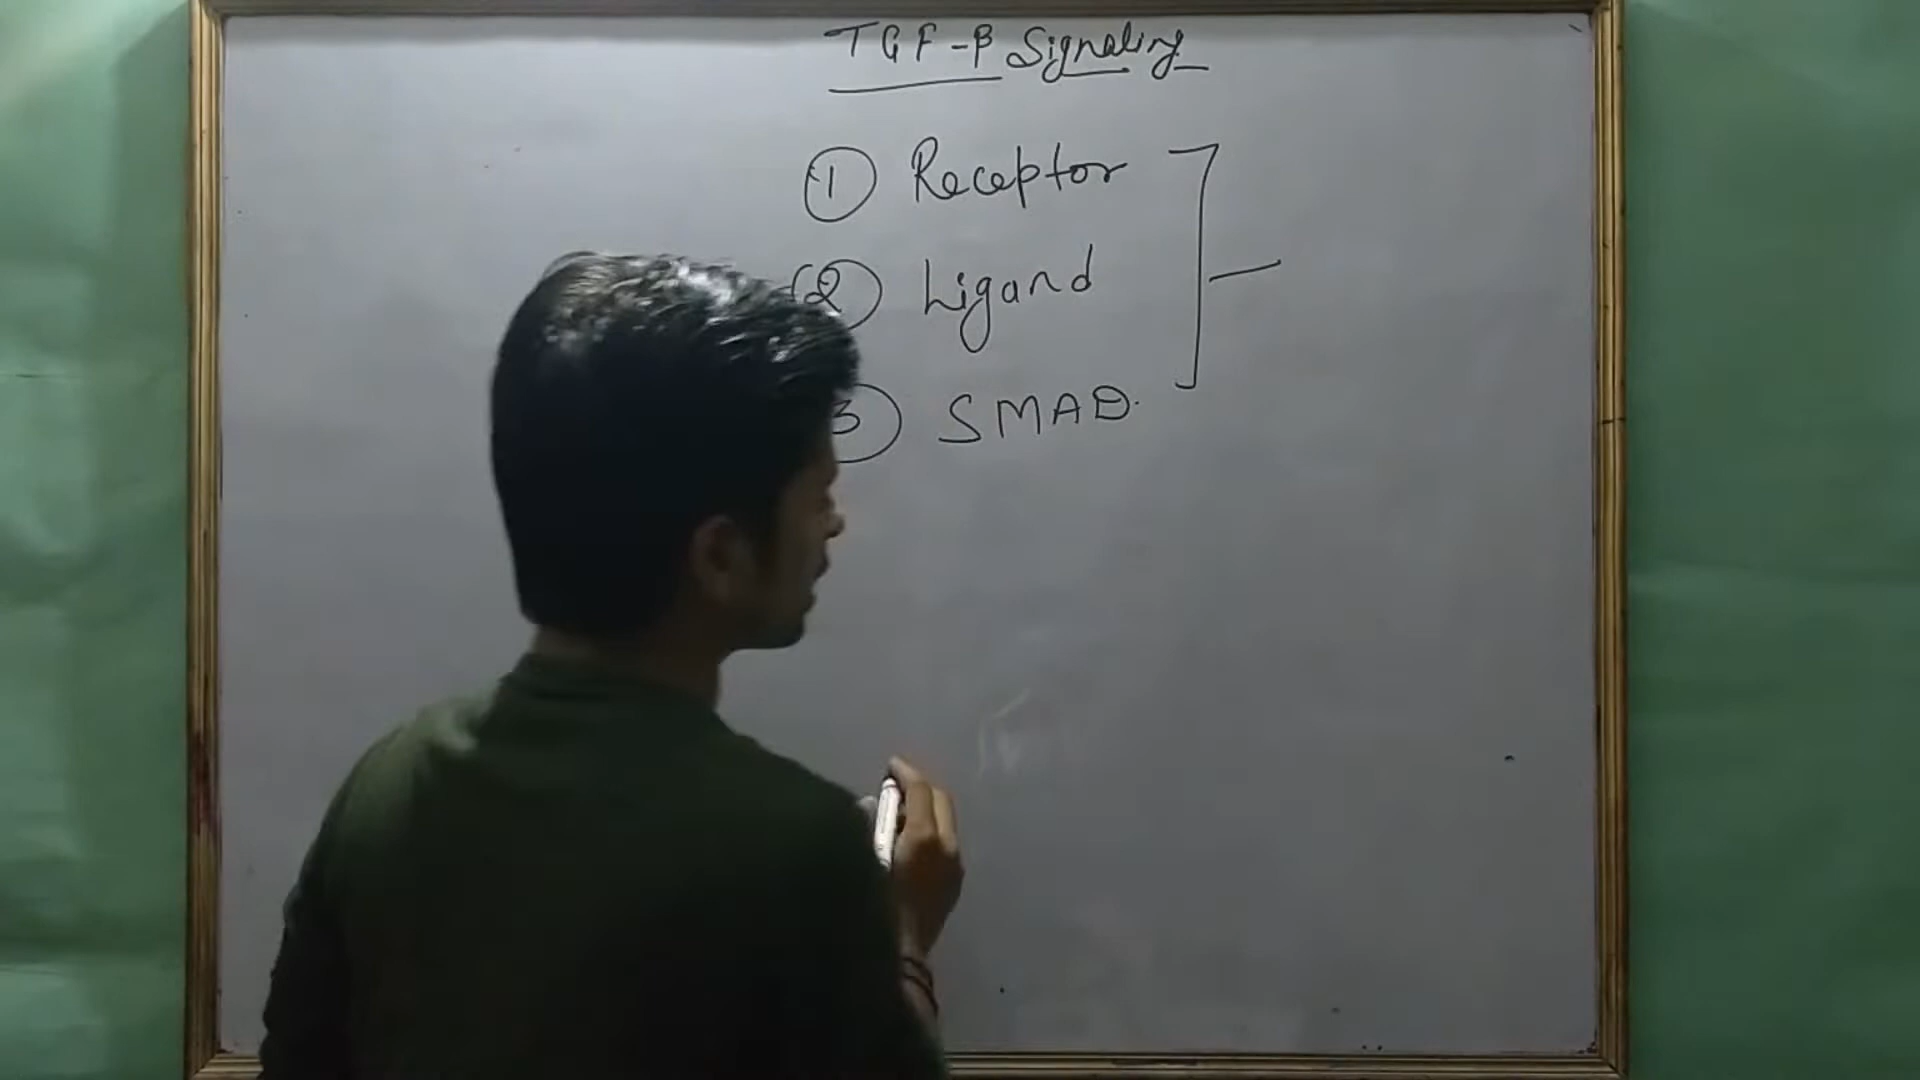 TGF-β Signaling
① Receptor
② Ligand
③ SMAD.